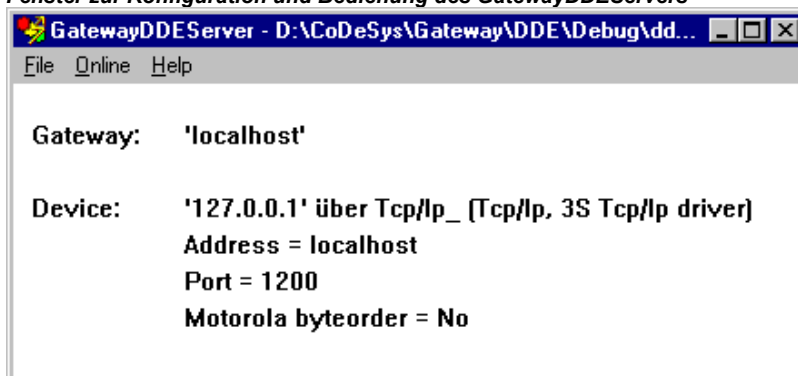 Fenster zur Konfiguration und Bedienung des GatewayDDEServers
GatewayDDEServer - D:\CoDeSys\Gateway\DDE\Debug\dd...
File Online Help
Gateway: 'localhost'
Device: '127.0.0.1' über Tcp/Ip_ (Tcp/Ip, 3S Tcp/Ip driver)
Address = localhost
Port = 1200
Motorola byteorder = No